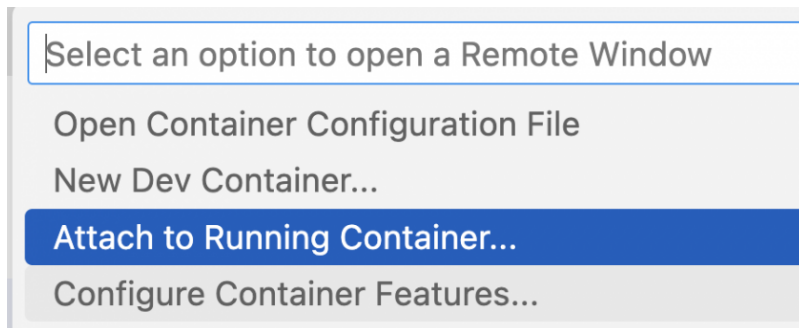 Select an option to open a Remote Window
Open Container Configuration File
New Dev Container...
Attach to Running Container...
Configure Container Features...